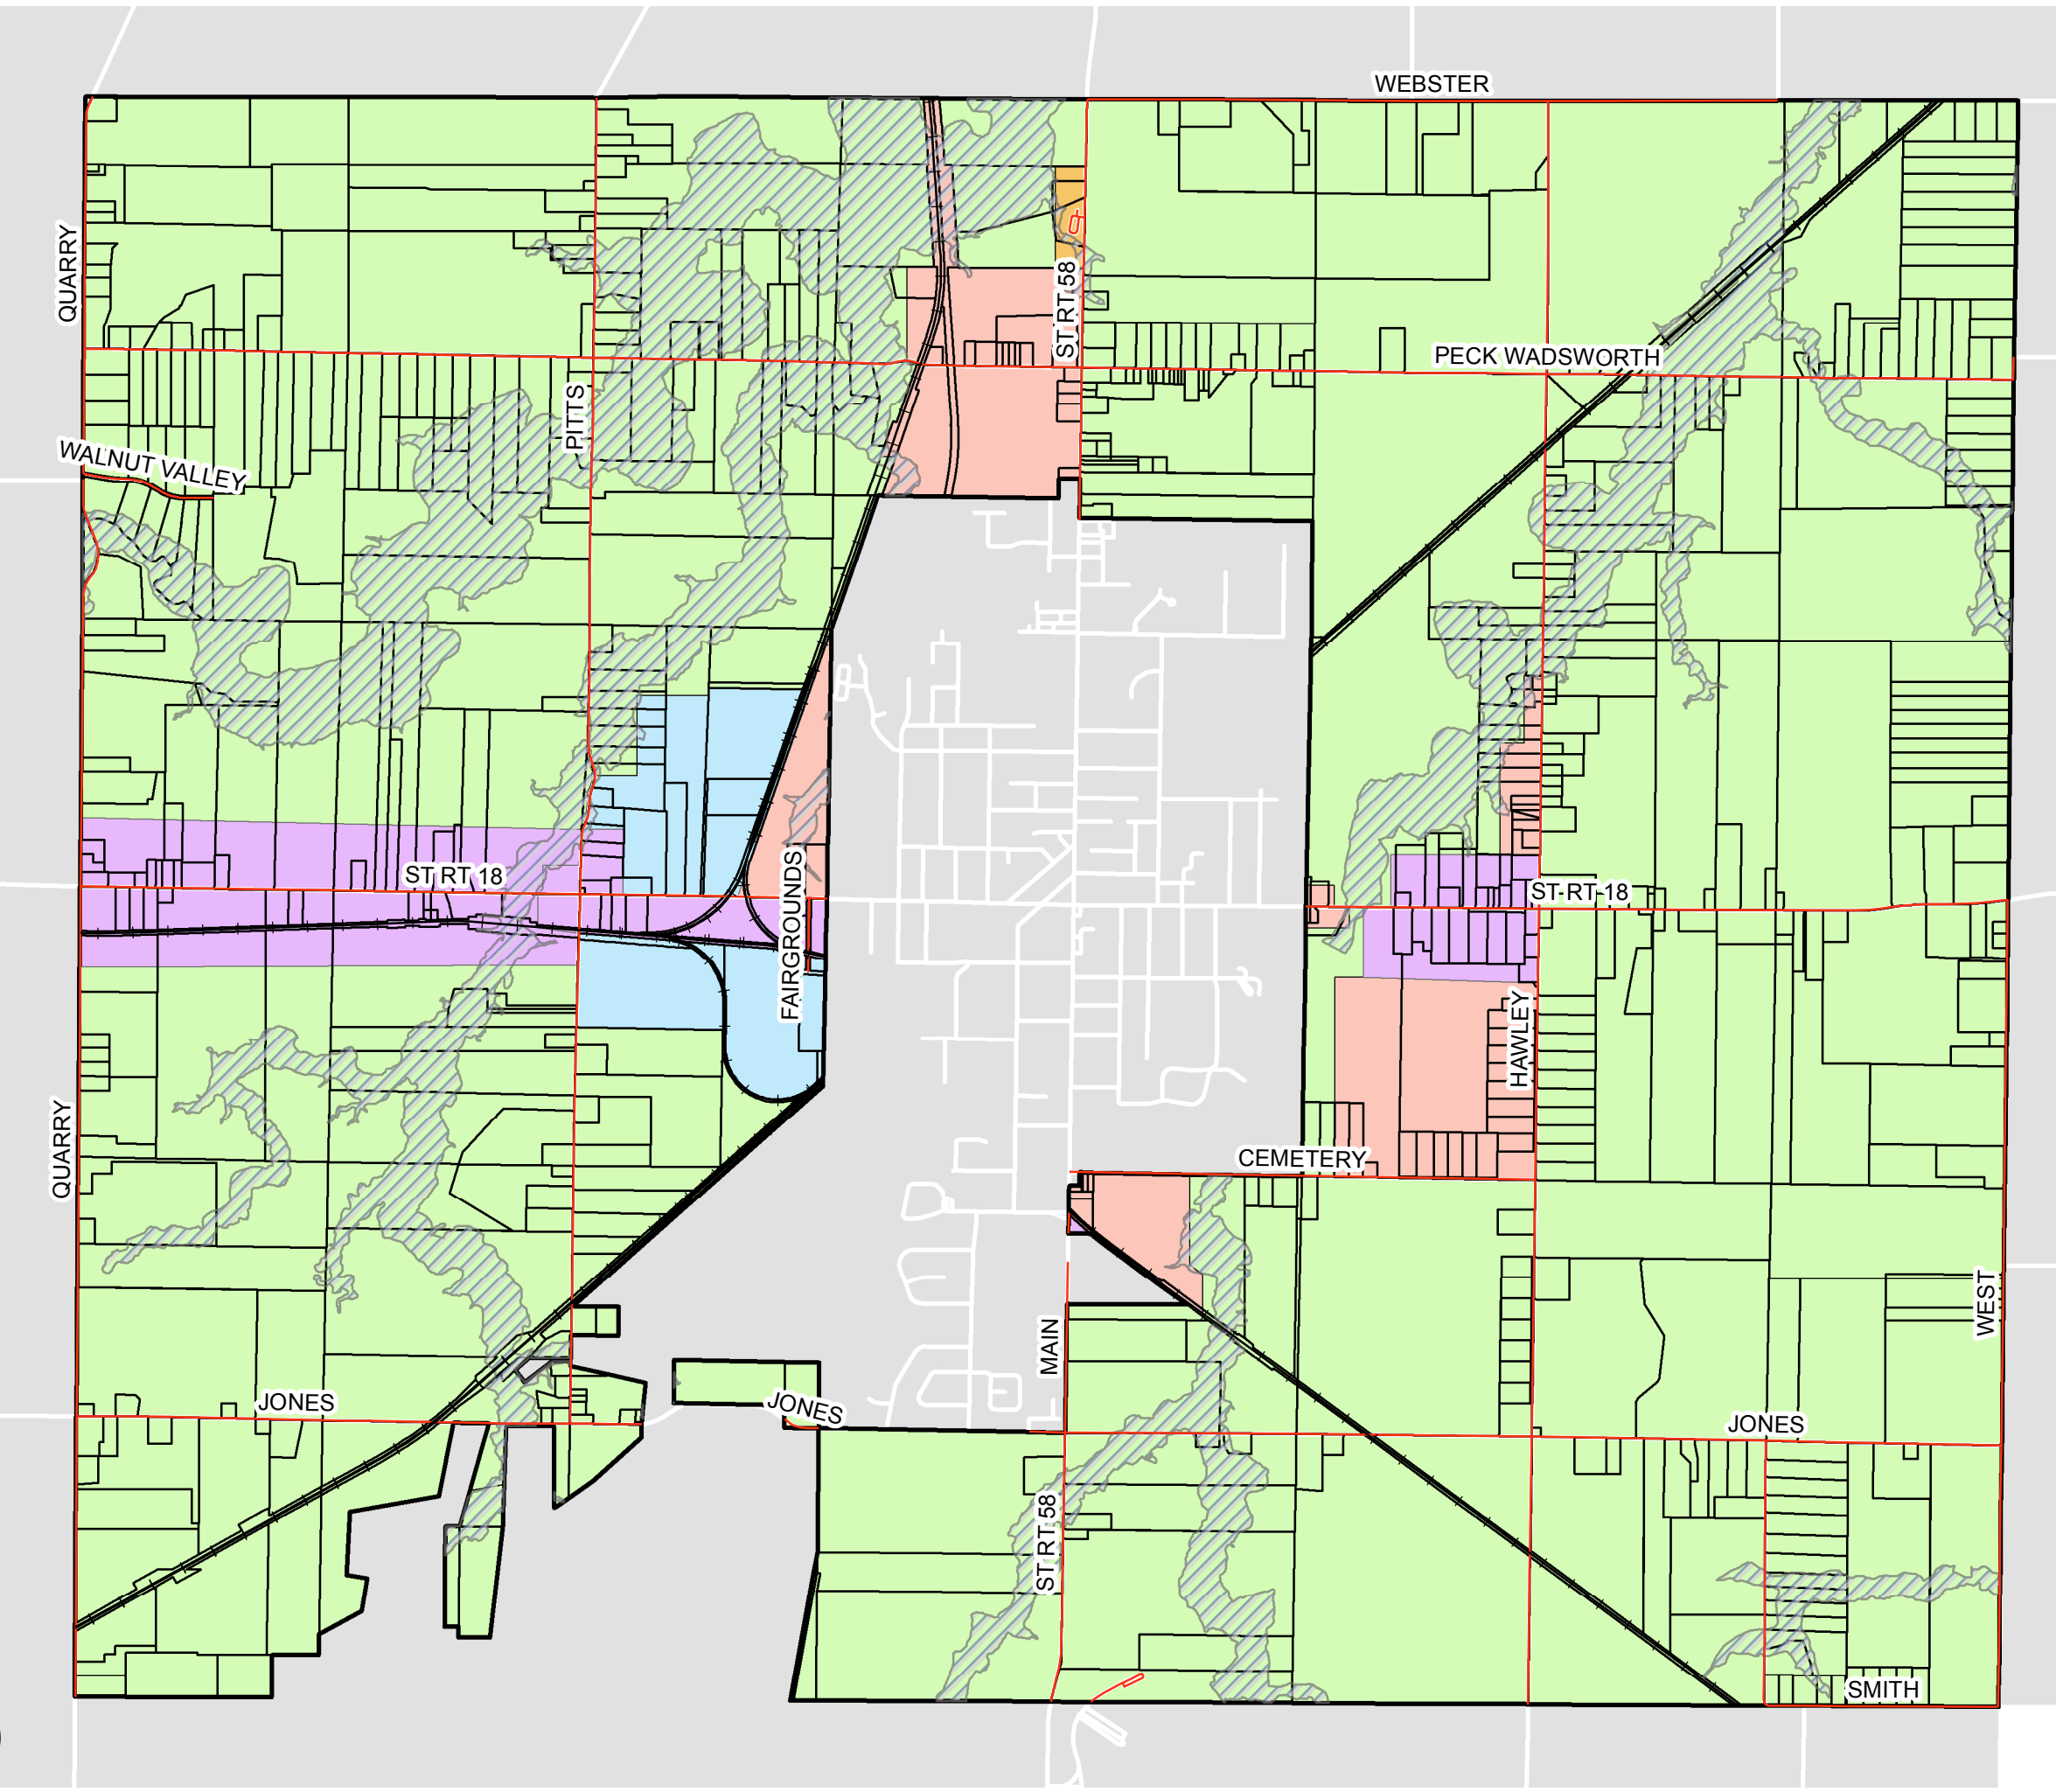 WEBSTER
QUARRY
ST RT 58
PECK WADSWORTH
PITTS
WALNUT VALLEY
ST RT 18
FAIRGROUNDS
ST RT 18
HAWLEY
QUARRY
CEMETERY
WEST
MAIN
JONES
JONES
JONES
ST RT 58
SMITH